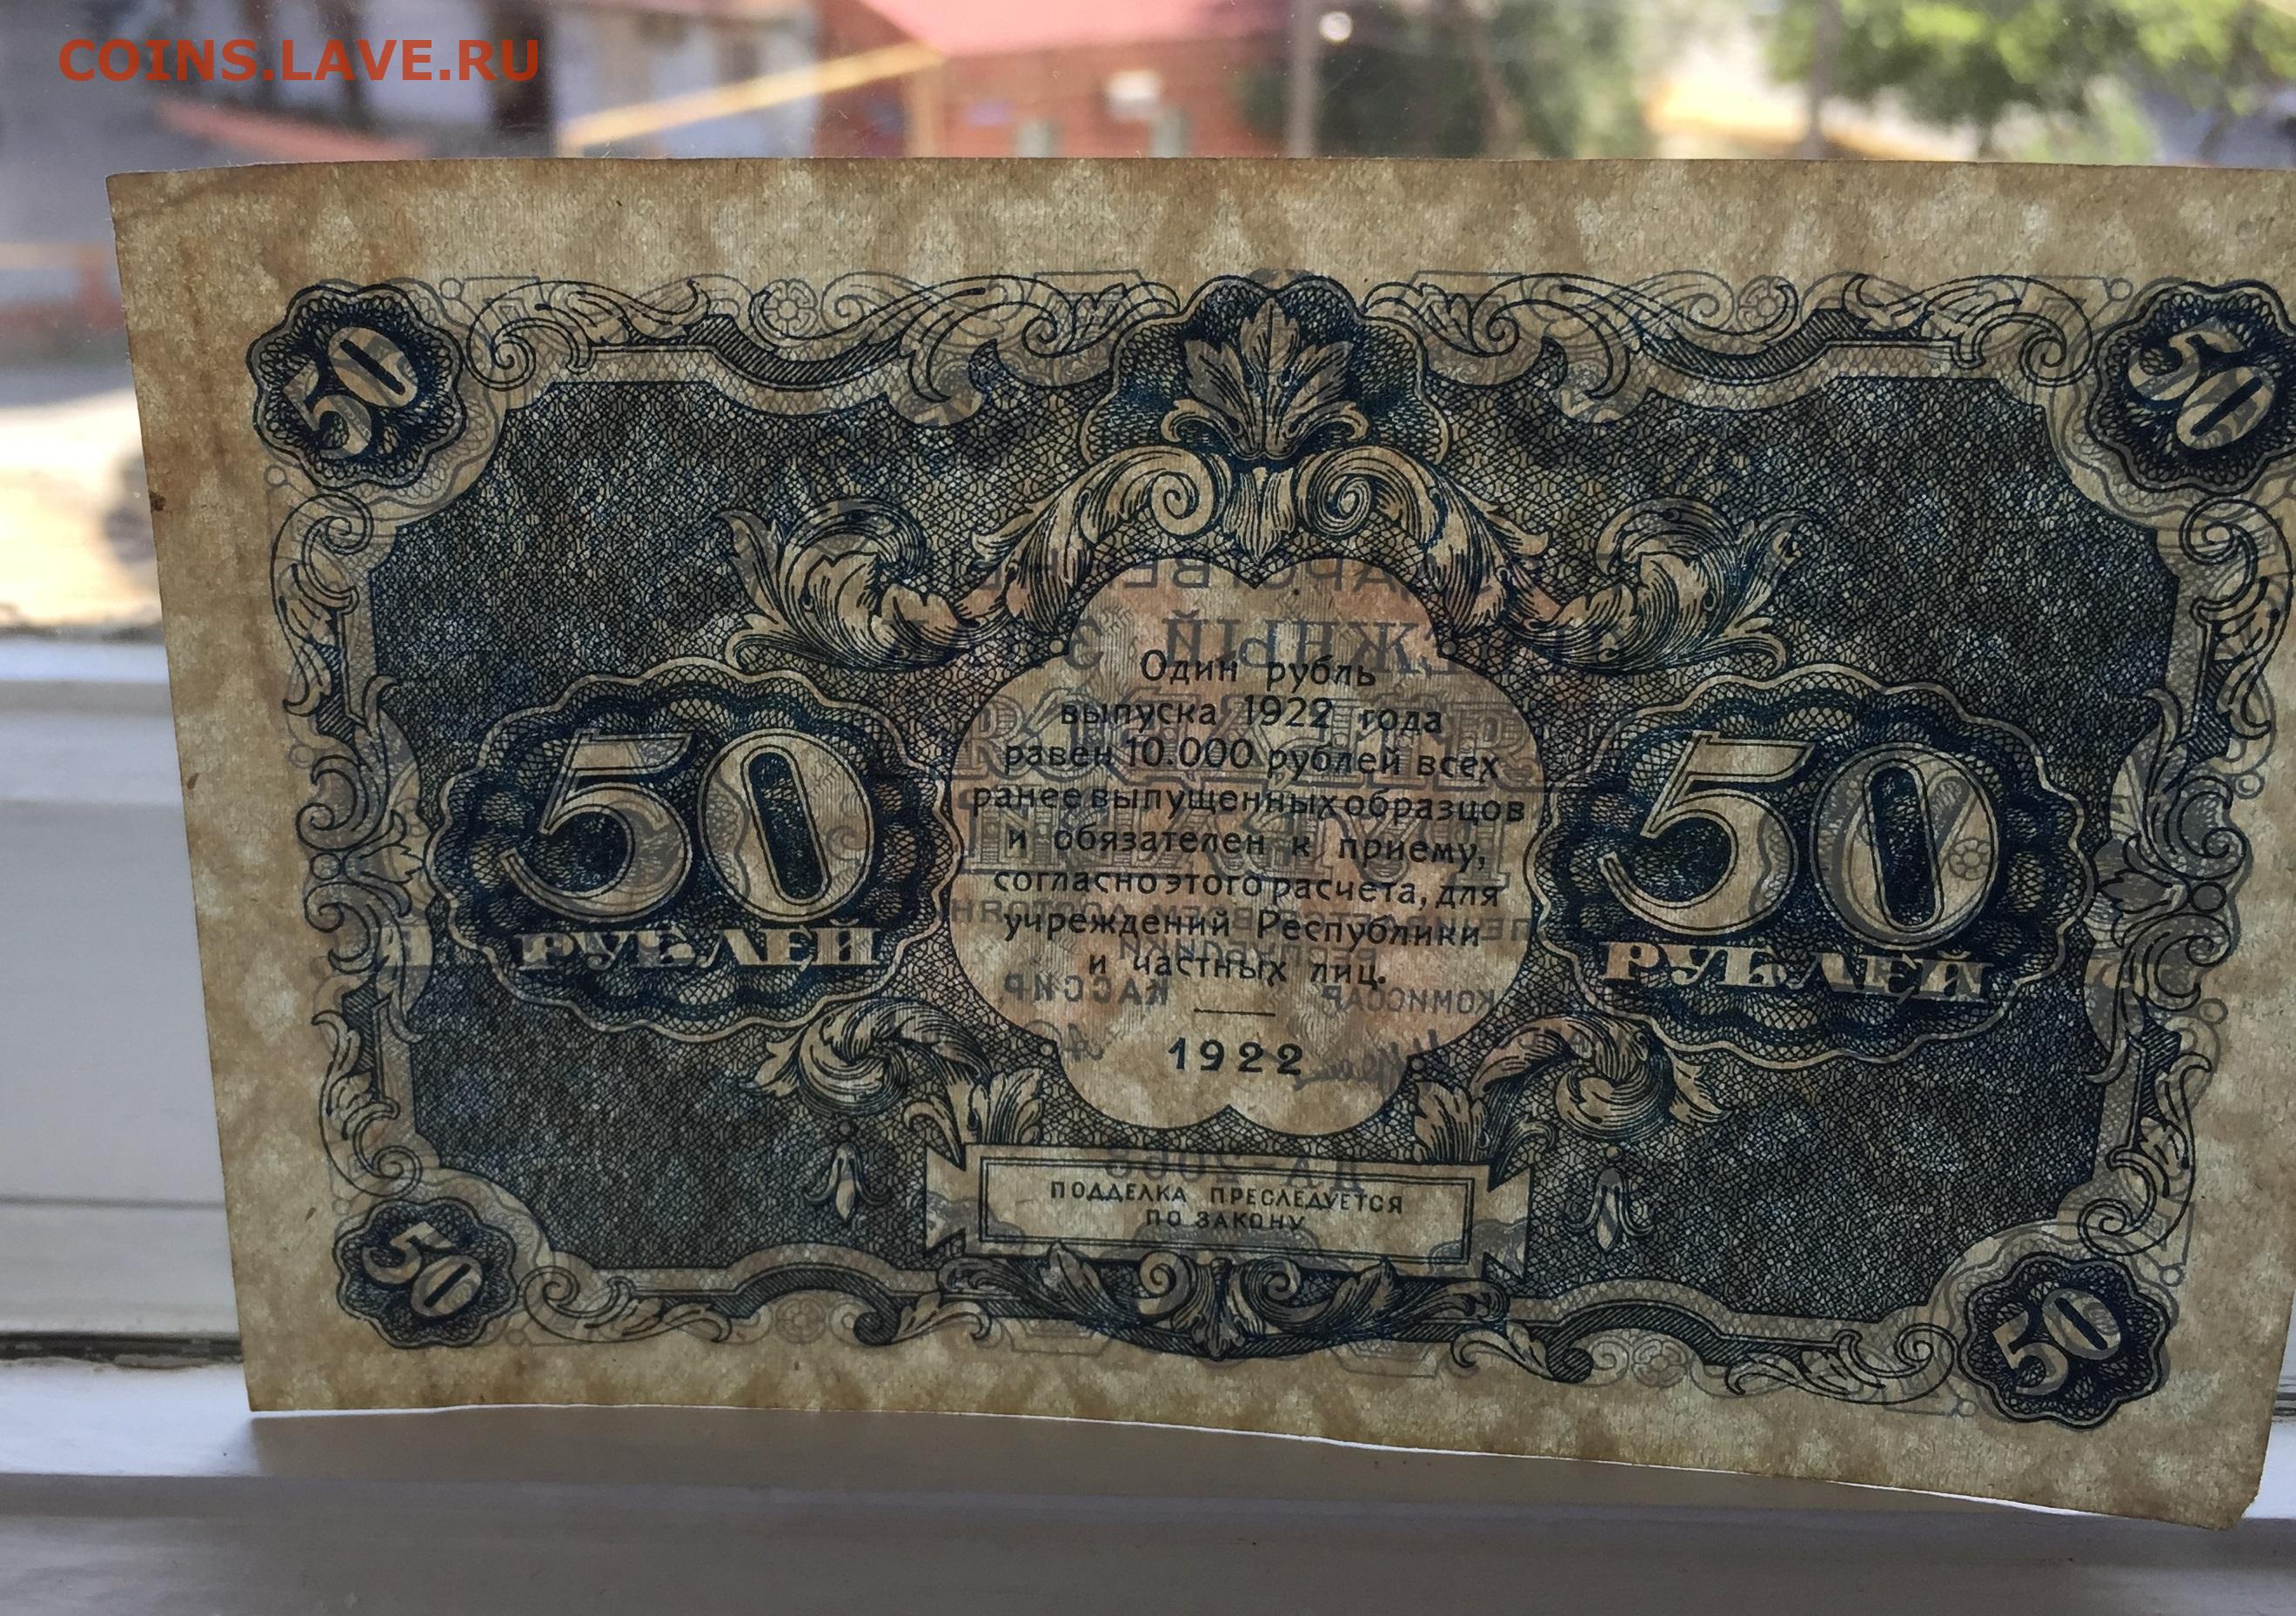 COINS.LAVE.RU
50
50
Один рубль
выпуска 1922 года
равен 10.000 рублей всех
ранее выпущенных образцов
и обязателен к приему,
согласно этого расчета, для
учреждений Республики
и частных лиц.
1922
50
РУБЛЕЙ
50
РУБЛЕЙ
ПОДДЕЛКА ПРЕСЛЕДУЕТСЯ
ПО ЗАКОНУ
50
50